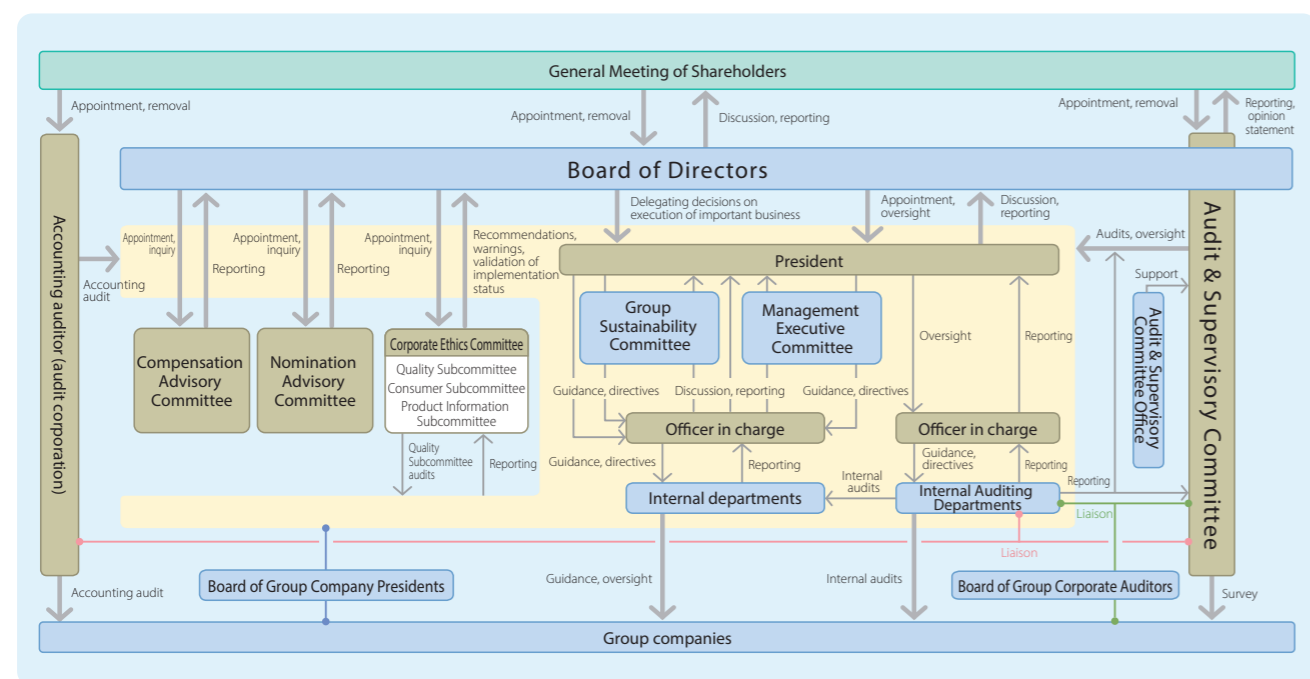 General Meeting of Shareholders
Appointment, removal
Appointment, removal
Discussion, reporting
Appointment, removal
Reporting,
opinion
statement
Board of Directors
Accounting auditor (audit corporation)
Accounting
audit
Appointment,
inquiry
Reporting
Appointment,
inquiry
Reporting
Appointment,
inquiry
Recommendations,
warnings,
validation of
implementation
status
Delegating decisions on
execution of important business
Appointment,
oversight
Discussion,
reporting
Audits, oversight
Audit & Supervisory Committee
Support
Audit & Supervisory
Committee Office
President
Compensation
Advisory
Committee
Nomination
Advisory
Committee
Corporate Ethics Committee
Quality Subcommittee
Consumer Subcommittee
Product Information
Subcommittee
Group
Sustainability
Committee
Management
Executive
Committee
Oversight
Reporting
Guidance, directives
Discussion, reporting
Guidance, directives
Officer in charge
Officer in charge
Quality
Subcommittee
audits
Reporting
Guidance, directives
Reporting
Guidance,
directives
Reporting
Internal departments
Internal
audits
Internal Auditing
Departments
Reporting
Liaison
Liaison
Accounting audit
Board of Group Company Presidents
Guidance, oversight
Internal audits
Board of Group Corporate Auditors
Survey
Group companies